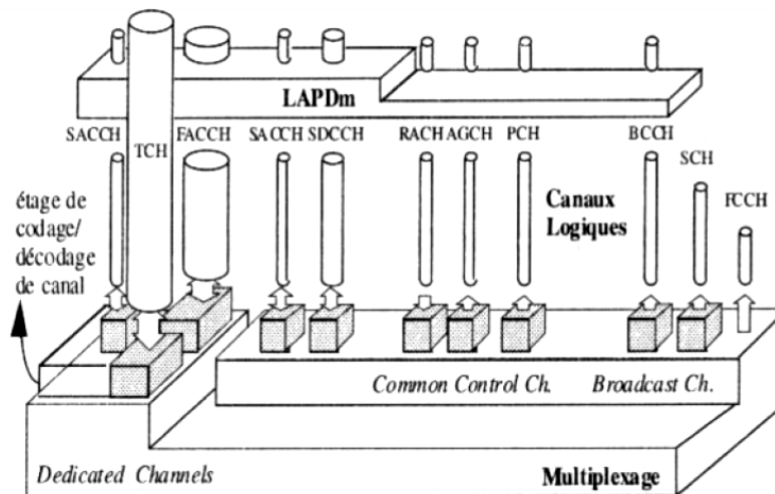 LAPDm
SACCH
TCH
FACCH
SACCH
SDCCH
RACH
AGCH
PCH
BCCH
SCH
FCCH
étage de
codage/
décodage
de canal
Canaux
Logiques
Common Control Ch.
Broadcast Ch.
Dedicated Channels
Multiplexage